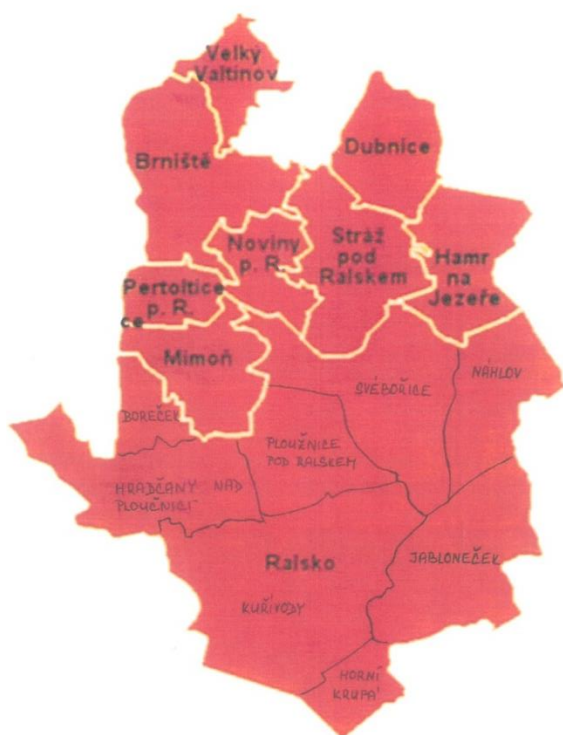 Velký
Valtinov
Dubnice
Brniště
Noviny
p. R.
Stráž
pod
Ralskem
Hamr
na
Jezeře
Pertoltice
p. R.
ce
Mimoň
NÁHLOV
SVÉBOŘICE
BOREČEK
PLOUŽNICE
POD RALSKEM
HRADČANY NAD
PLOUČNICÍ
Ralsko
JABLONEČEK
KUŘIVODY
HORNÍ
KRUPÁ